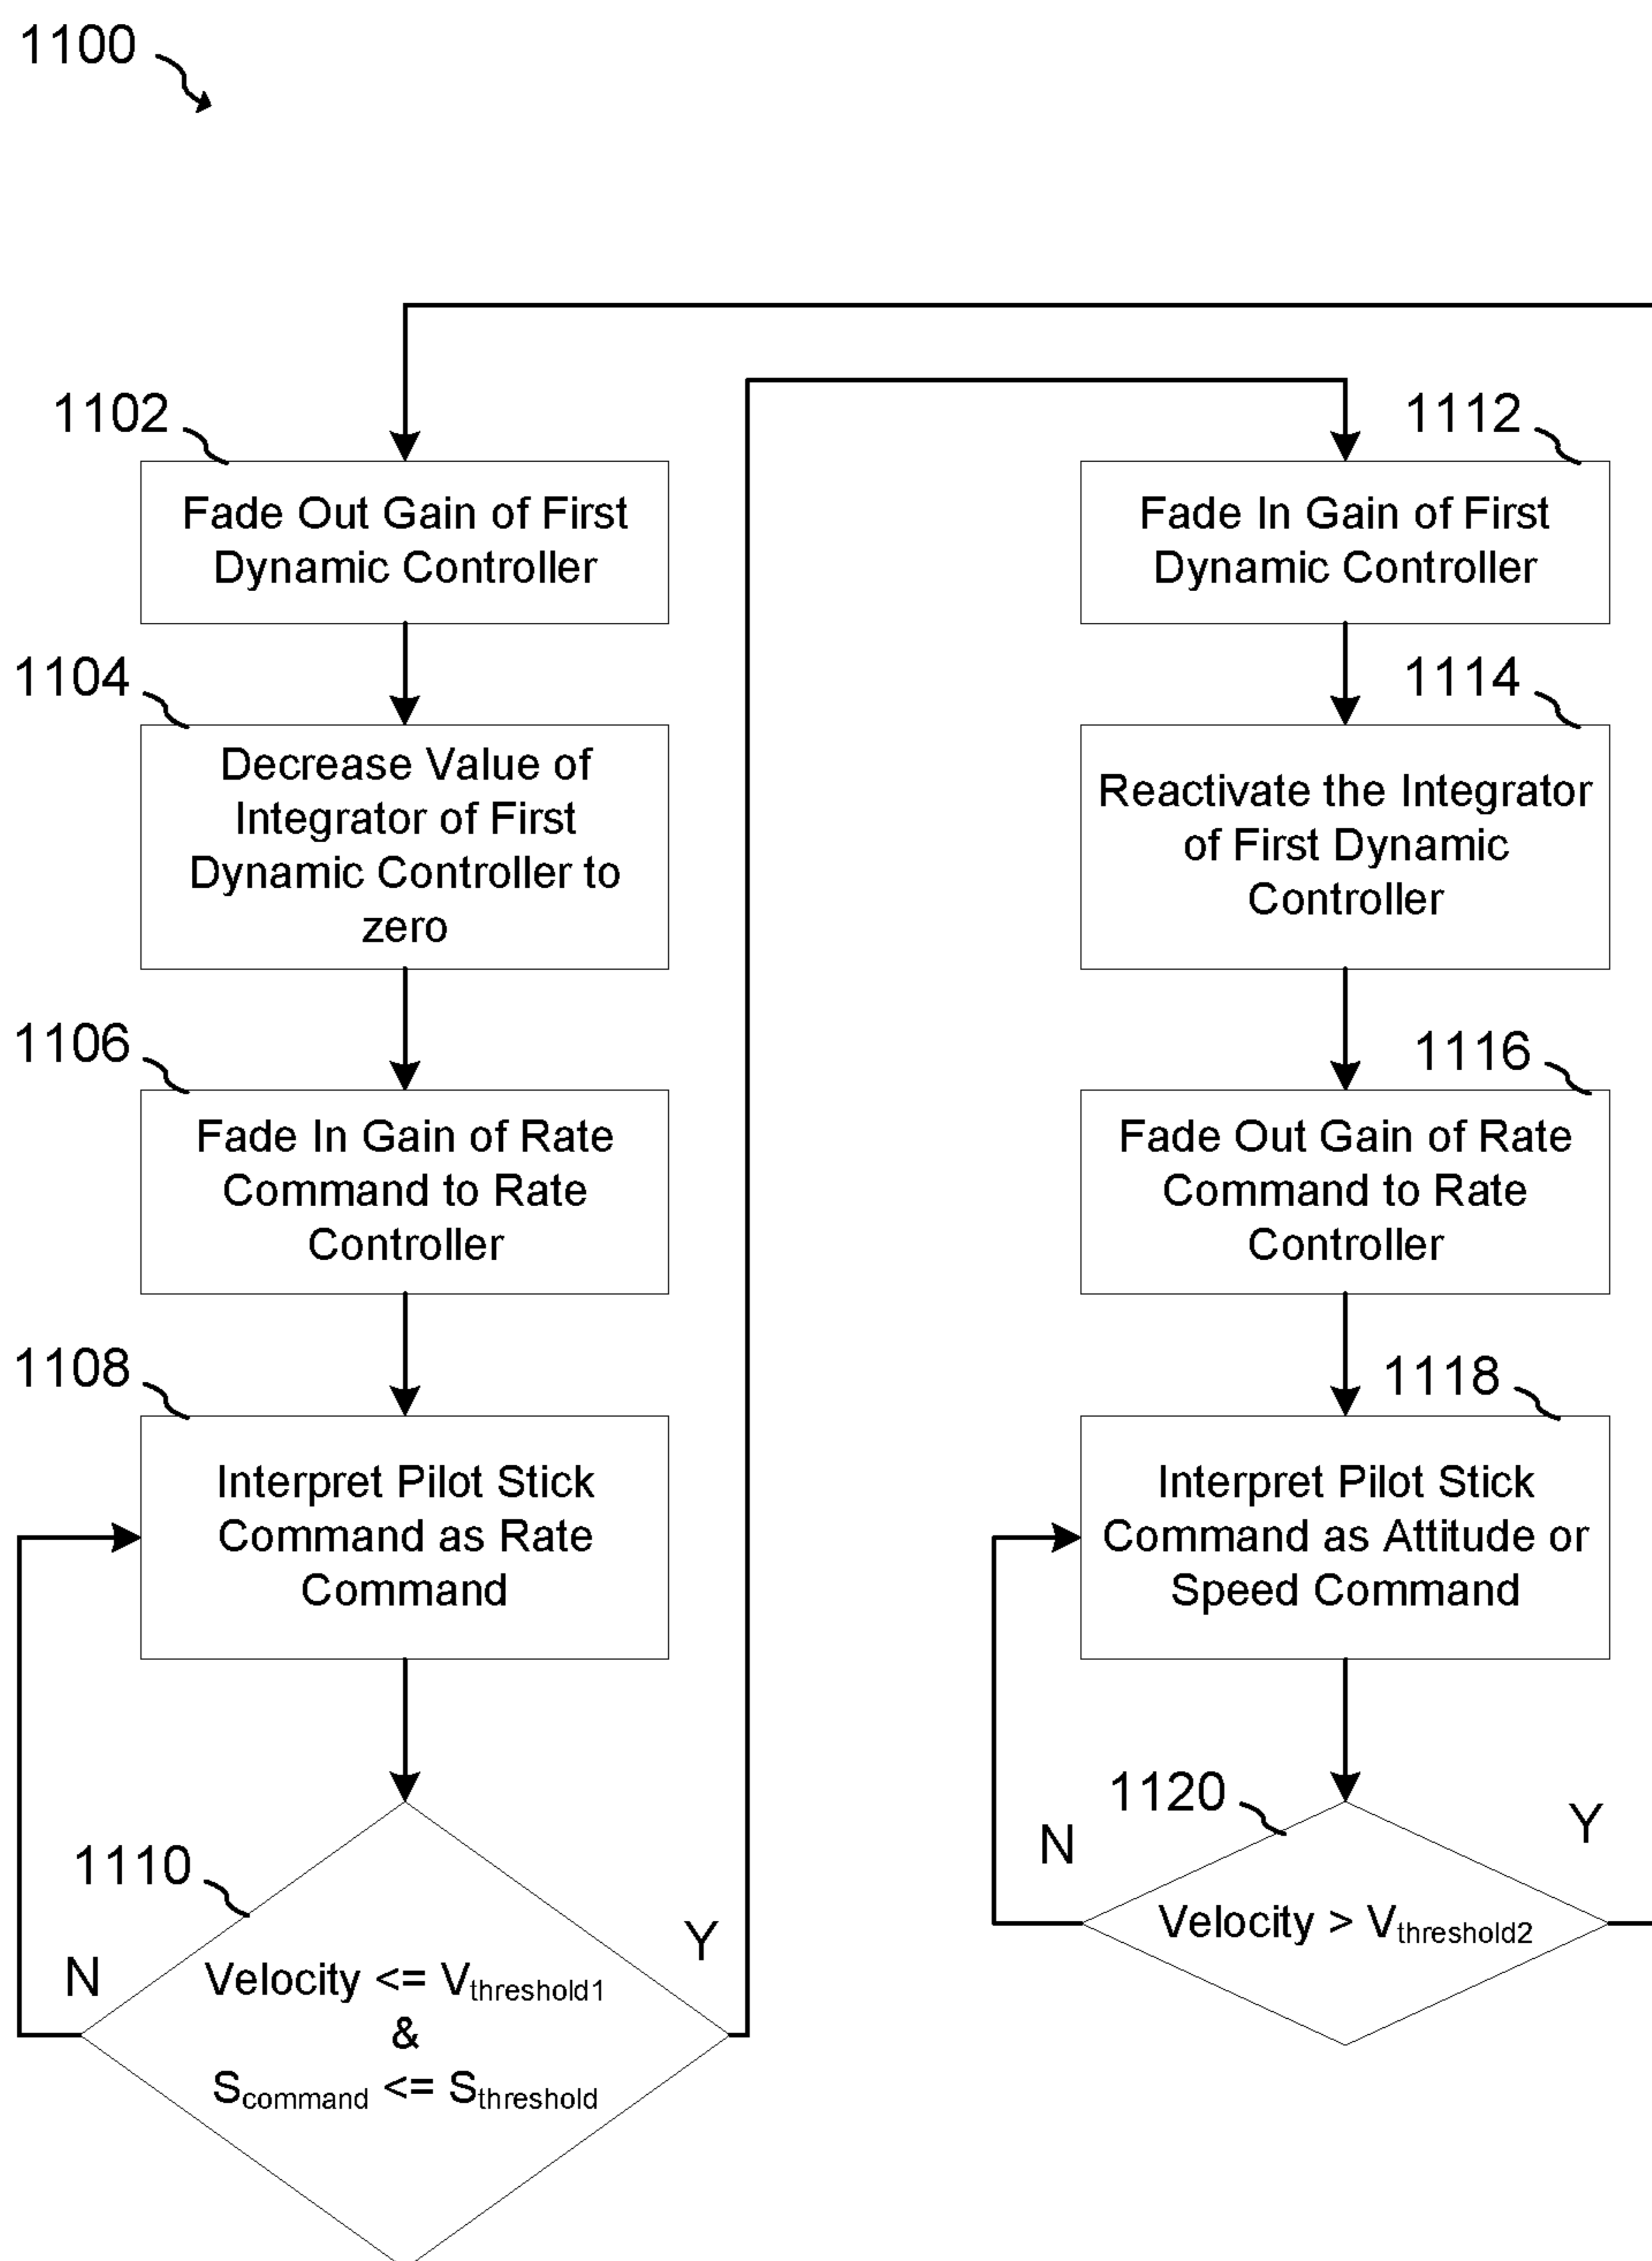 1100
1102
Fade Out Gain of First
Dynamic Controller
1104
Decrease Value of
Integrator of First
Dynamic Controller to
zero
1106
Fade In Gain of Rate
Command to Rate
Controller
1108
Interpret Pilot Stick
Command as Rate
Command
1110
N
Y
Velocity <= Vthreshold1
&
Scommand <= Sthreshold
1112
Fade In Gain of First
Dynamic Controller
1114
Reactivate the Integrator
of First Dynamic
Controller
1116
Fade Out Gain of Rate
Command to Rate
Controller
1118
Interpret Pilot Stick
Command as Attitude or
Speed Command
1120
N
Y
Velocity > Vthreshold2